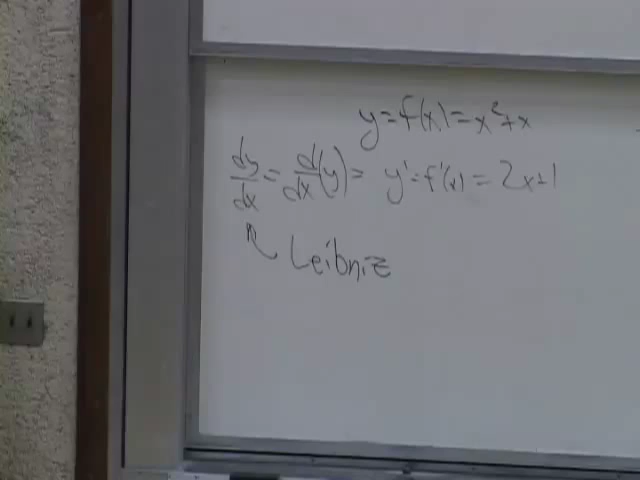 y = f(x) = x² + x
dy/dx = d/dx (y) = y' = f'(x) = 2x+1
Leibniz